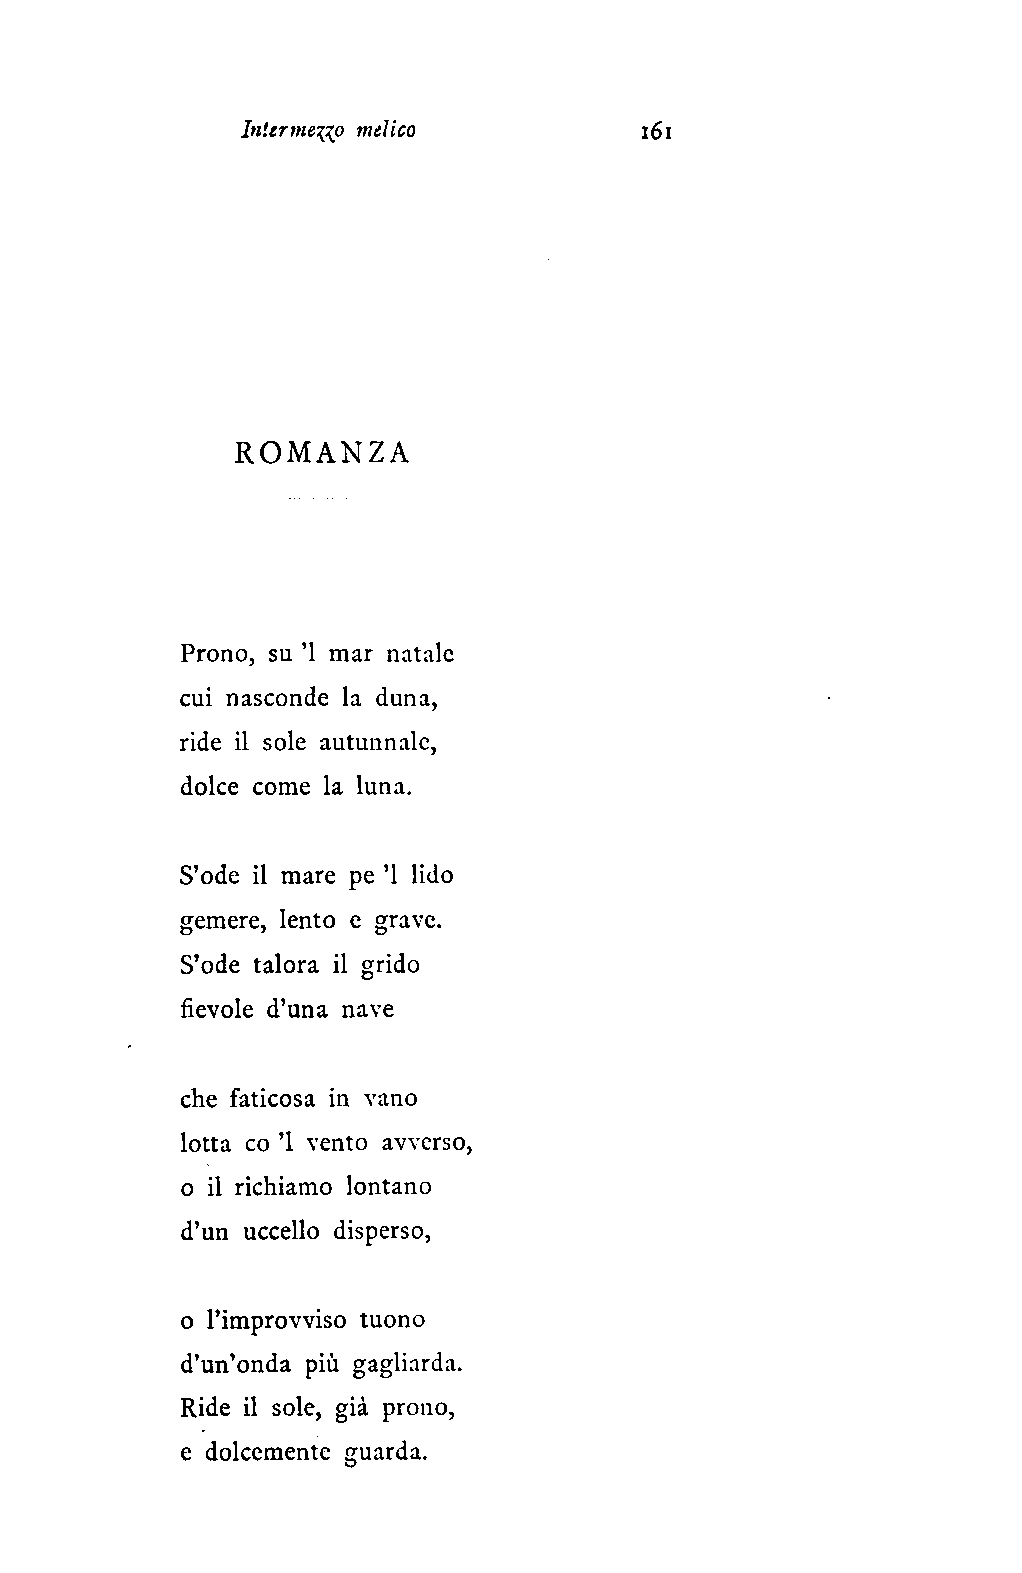 Intermezzo melico 161
ROMANZA
Prono, su 'l mar natale
cui nasconde la duna,
ride il sole autunnale,
dolce come la luna.
S'ode il mare pe 'l lido
gemere, lento e grave.
S'ode talora il grido
fievole d'una nave
che faticosa in vano
lotta co 'l vento avverso,
o il richiamo lontano
d'un uccello disperso,
o l'improvviso tuono
d'un'onda più gagliarda.
Ride il sole, già prono,
e dolcemente guarda.